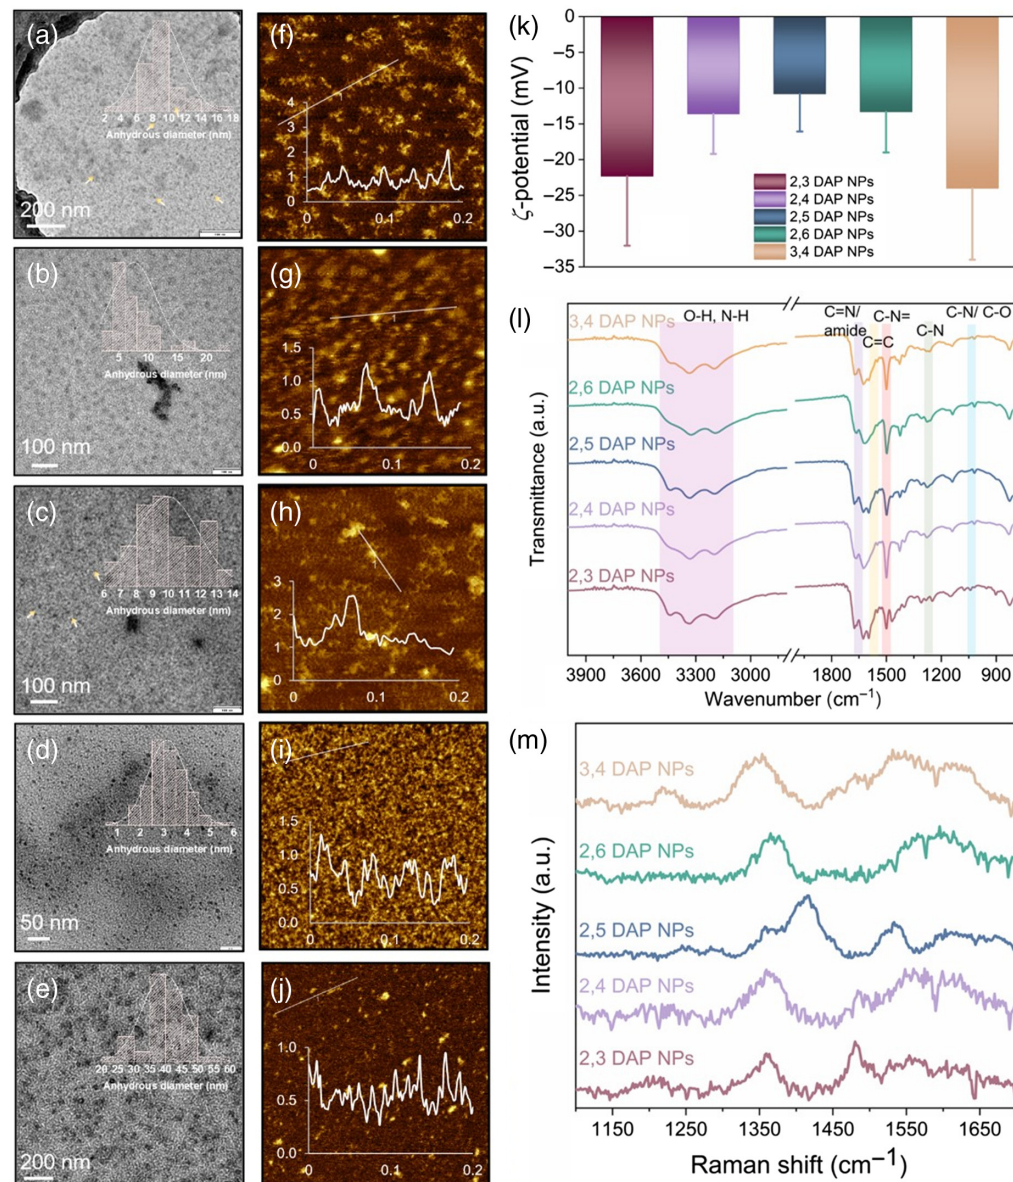 (a)
2 4 6 8 10 12 14 16 18
Anhydrous diameter (nm)
200 nm
(b)
5 10 15 20
Anhydrous diameter (nm)
100 nm
(c)
6 7 8 9 10 11 12 13 14
Anhydrous diameter (nm)
100 nm
(d)
1 2 3 4 5 6
Anhydrous diameter (nm)
50 nm
(e)
20 25 30 35 40 45 50 55 60
Anhydrous diameter (nm)
200 nm
(f)
1
4
3
2
1
0
0 0.1 0.2
(g)
1
1.5
1.0
0.5
0.0
0 0.1 0.2
(h)
1
3
2
1
0
0 0.1 0.2
(i)
1.5
1.0
0.5
0.0
0 0.1 0.2
(j)
1.0
0.5
0.0
0 0.1 0.2
(k)
ζ-potential (mV)
0
−5
−10
−15
−20
−25
−30
−35
2,3 DAP NPs
2,4 DAP NPs
2,5 DAP NPs
2,6 DAP NPs
3,4 DAP NPs
(l)
Transmittance (a.u.)
O-H, N-H
C=N/
amide
C=C
C-N=
C-N
C-N/ C-O
3,4 DAP NPs
2,6 DAP NPs
2,5 DAP NPs
2,4 DAP NPs
2,3 DAP NPs
3900 3600 3300 3000 1800 1500 1200 900
Wavenumber (cm−1)
(m)
Intensity (a.u.)
3,4 DAP NPs
2,6 DAP NPs
2,5 DAP NPs
2,4 DAP NPs
2,3 DAP NPs
1150 1250 1350 1450 1550 1650
Raman shift (cm−1)